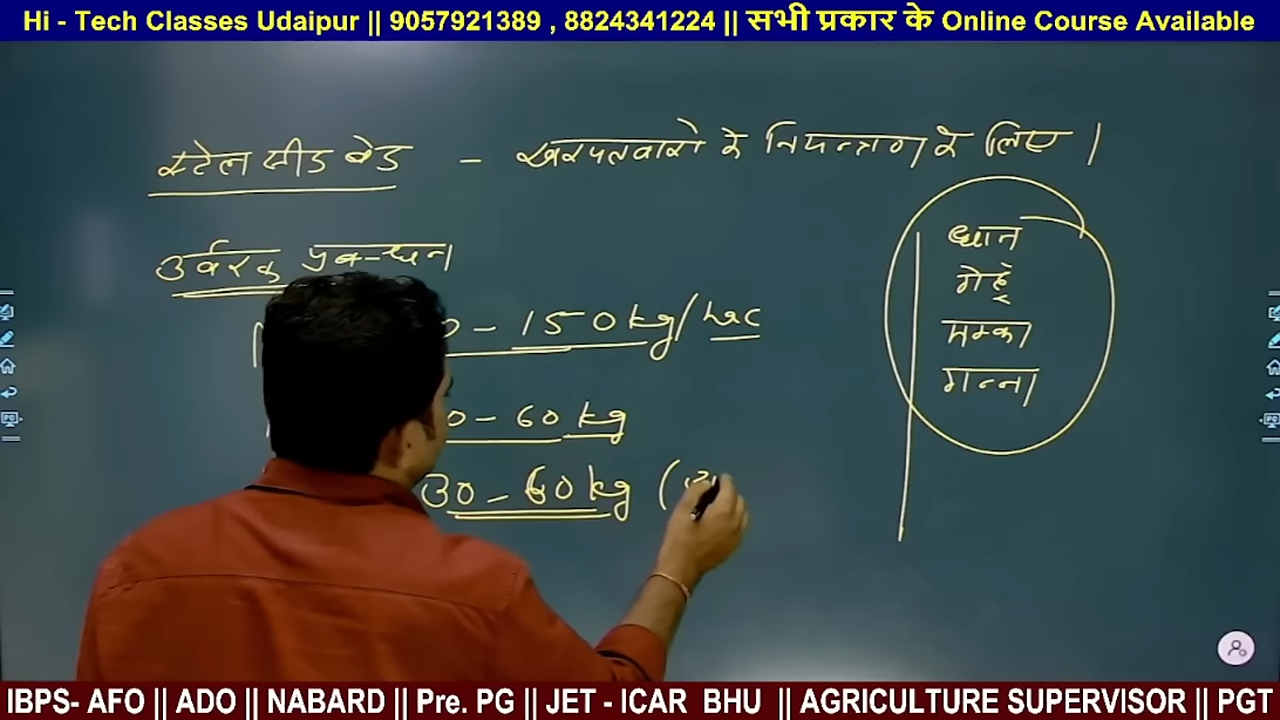 Hi - Tech Classes Udaipur || 9057921389 , 8824341224 || सभी प्रकार के Online Course Available
स्टेल सीड बेड - खरपतवारो के नियन्त्रण के लिए ।
उर्वरक प्रबन्धन
0 - 150 kg/hac
0 - 60 kg
30 - 60 kg (
धान
गेहूँ
मक्का
गन्ना
IBPS- AFO || ADO || NABARD || Pre. PG || JET - ICAR BHU || AGRICULTURE SUPERVISOR || PGT